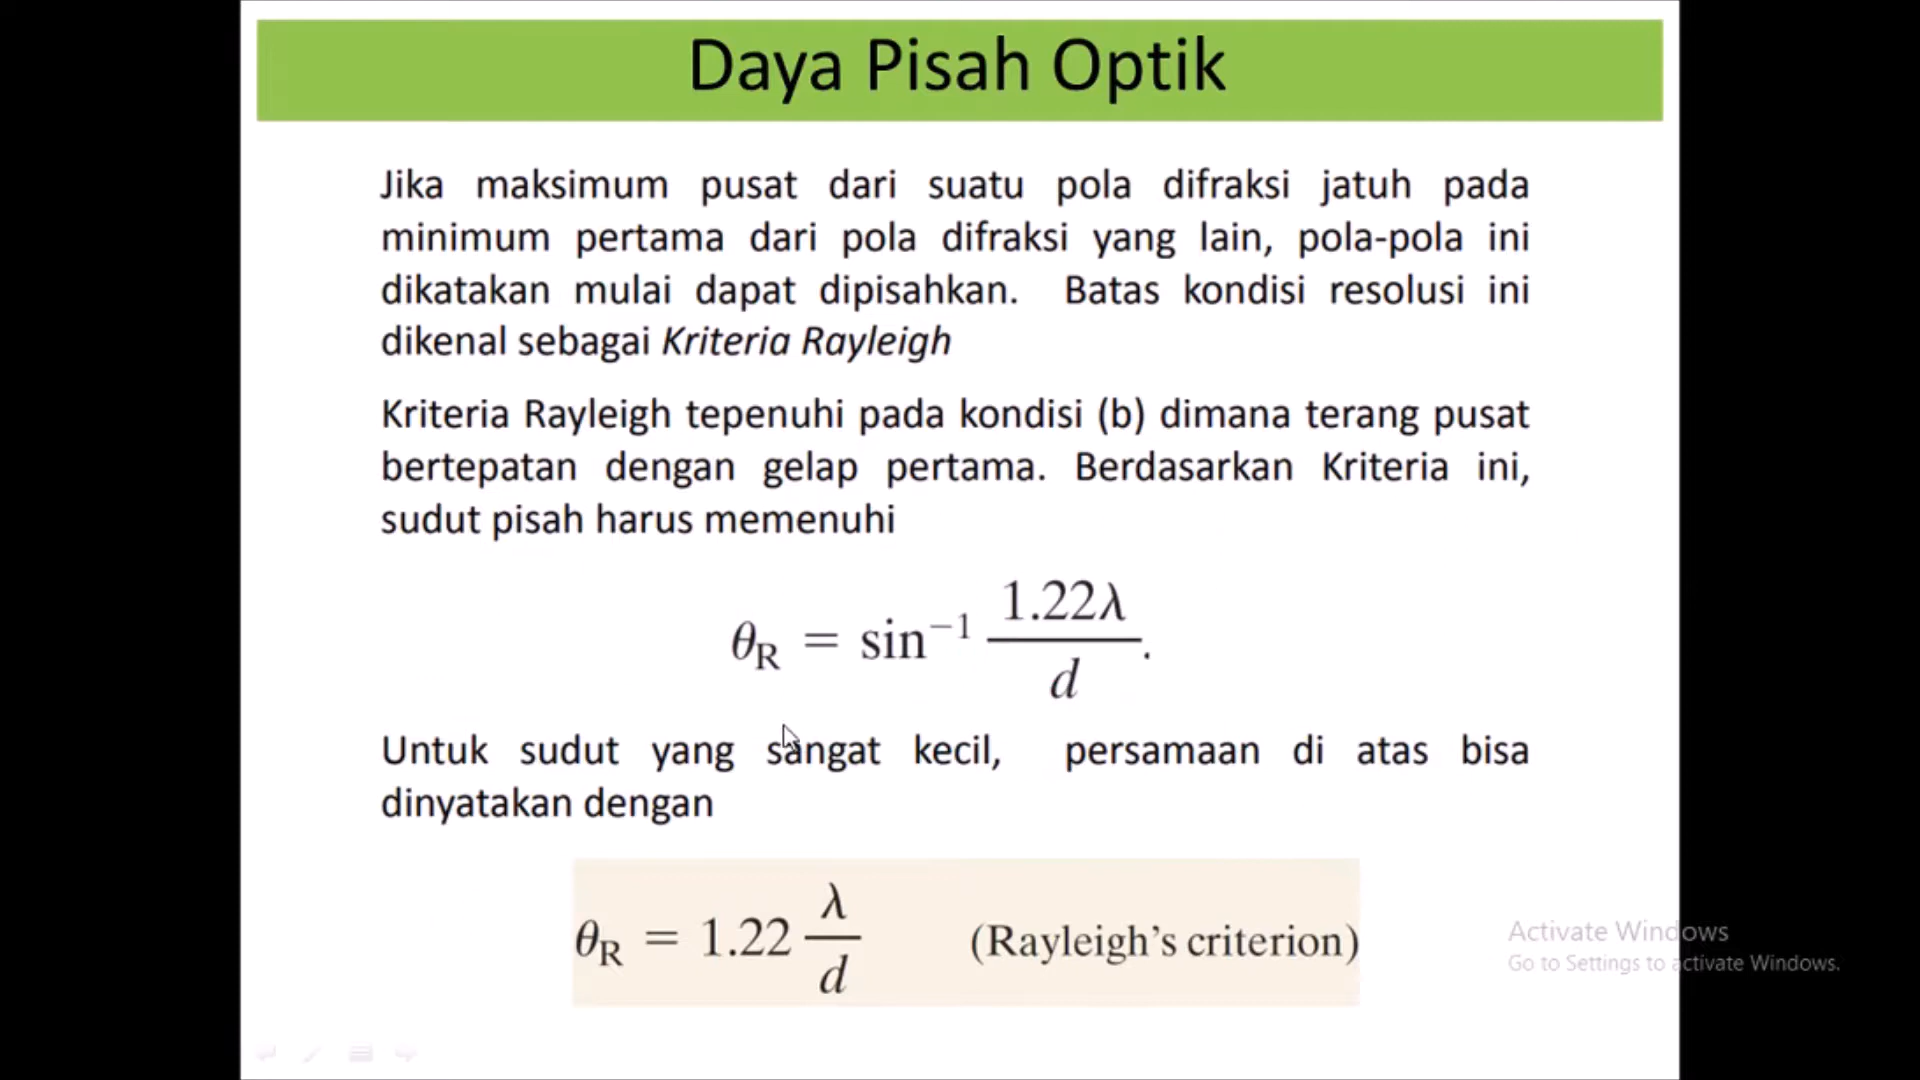 Daya Pisah Optik
Jika maksimum pusat dari suatu pola difraksi jatuh pada
minimum pertama dari pola difraksi yang lain, pola-pola ini
dikatakan mulai dapat dipisahkan. Batas kondisi resolusi ini
dikenal sebagai Kriteria Rayleigh
Kriteria Rayleigh tepenuhi pada kondisi (b) dimana terang pusat
bertepatan dengan gelap pertama. Berdasarkan Kriteria ini,
sudut pisah harus memenuhi
θ_R = sin⁻¹ 1.22λ / d.
Untuk sudut yang sangat kecil, persamaan di atas bisa
dinyatakan dengan
θ_R = 1.22 λ / d (Rayleigh's criterion)
Activate Windows
Go to Settings to activate Windows.